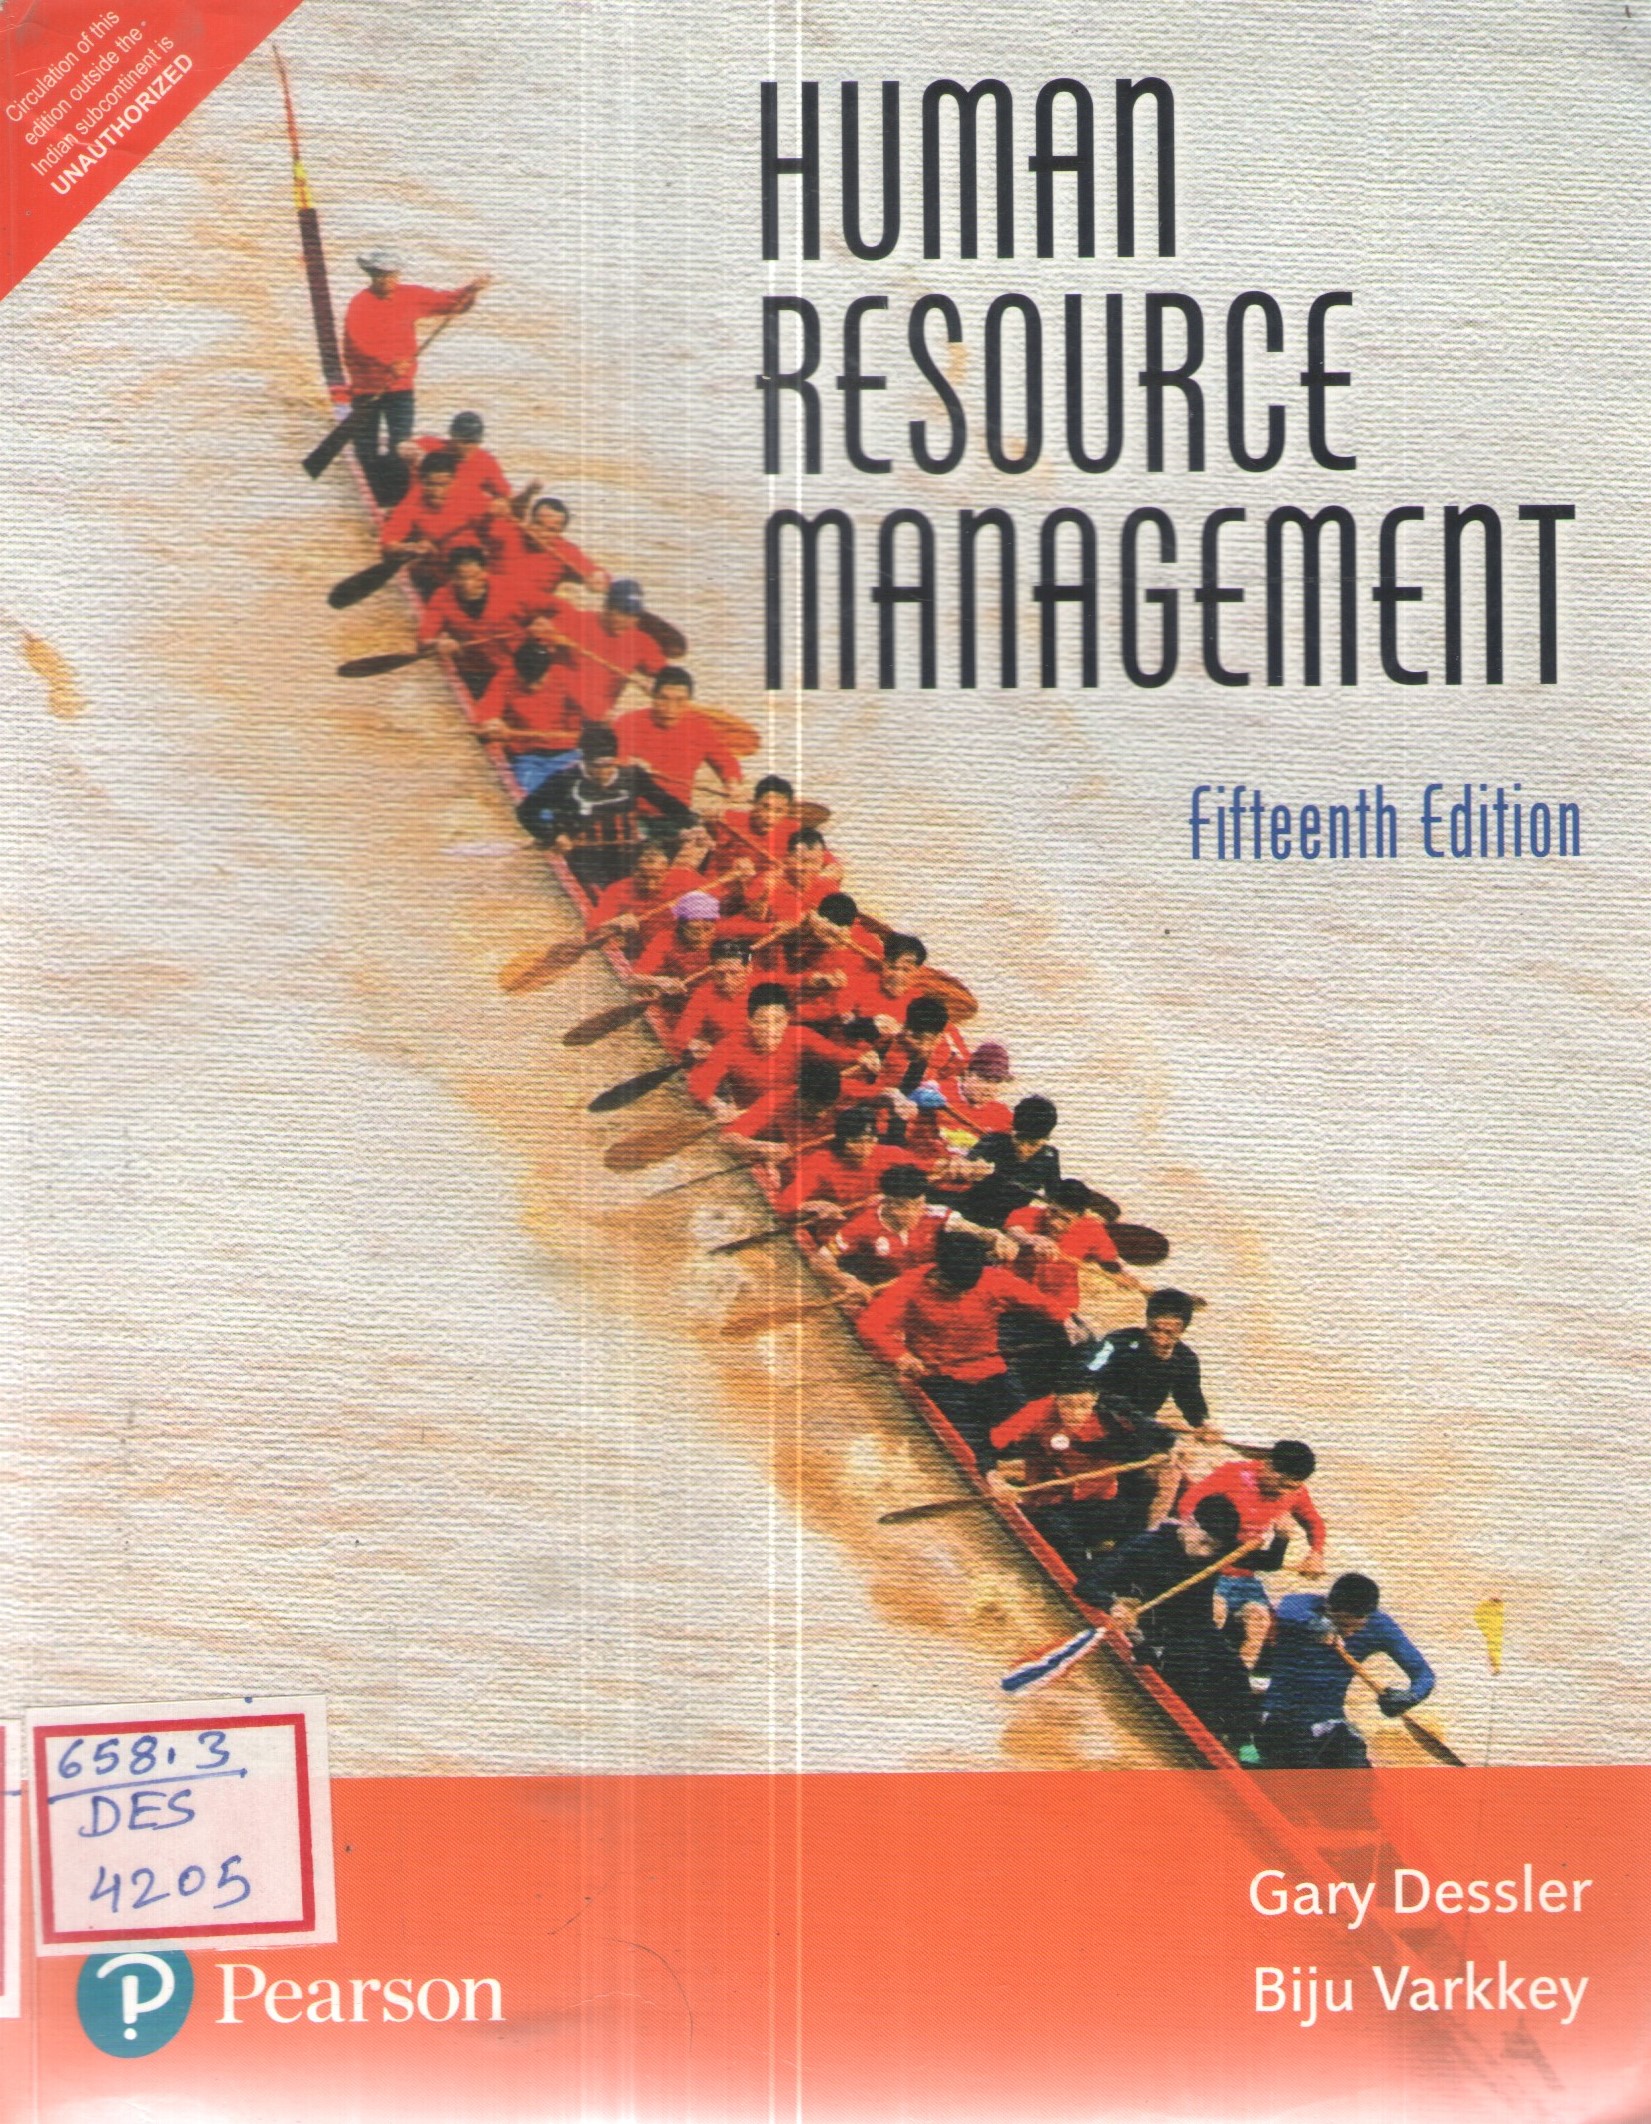 Circulation of this
edition outside the
Indian subcontinent is
UNAUTHORIZED
HUMAN
RESOURCE
MANAGEMENT
Fifteenth Edition
658.3
DES
4205
Pearson
Gary Dessler
Biju Varkkey